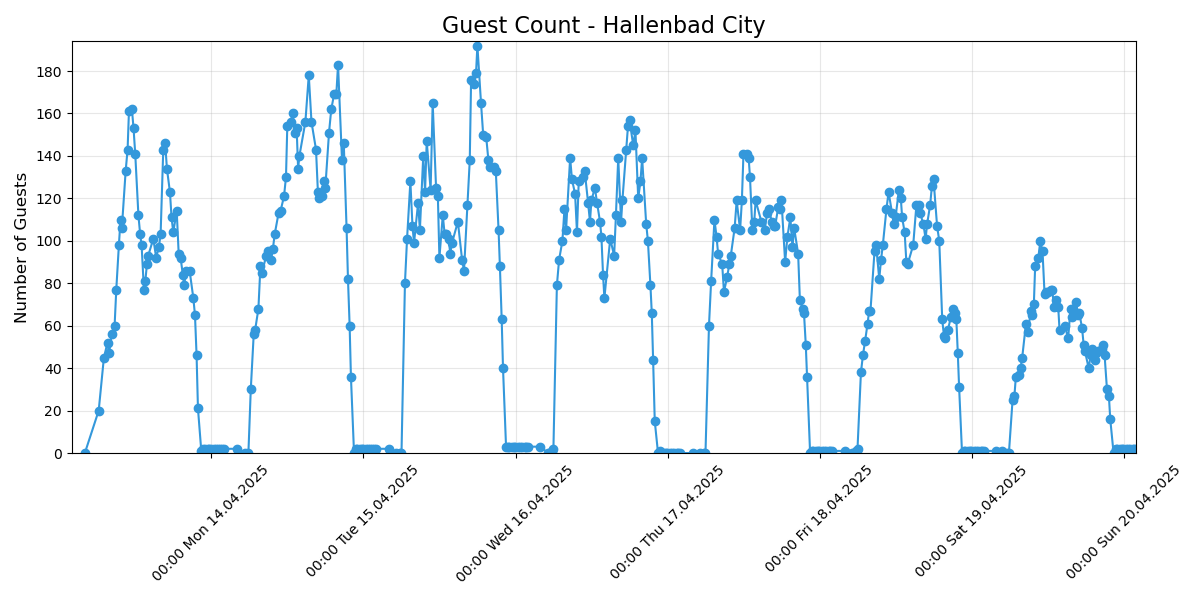 Guest Count - Hallenbad City
Number of Guests
180
160
140
120
100
80
60
40
20
0
00:00 Mon 14.04.2025
00:00 Tue 15.04.2025
00:00 Wed 16.04.2025
00:00 Thu 17.04.2025
00:00 Fri 18.04.2025
00:00 Sat 19.04.2025
00:00 Sun 20.04.2025